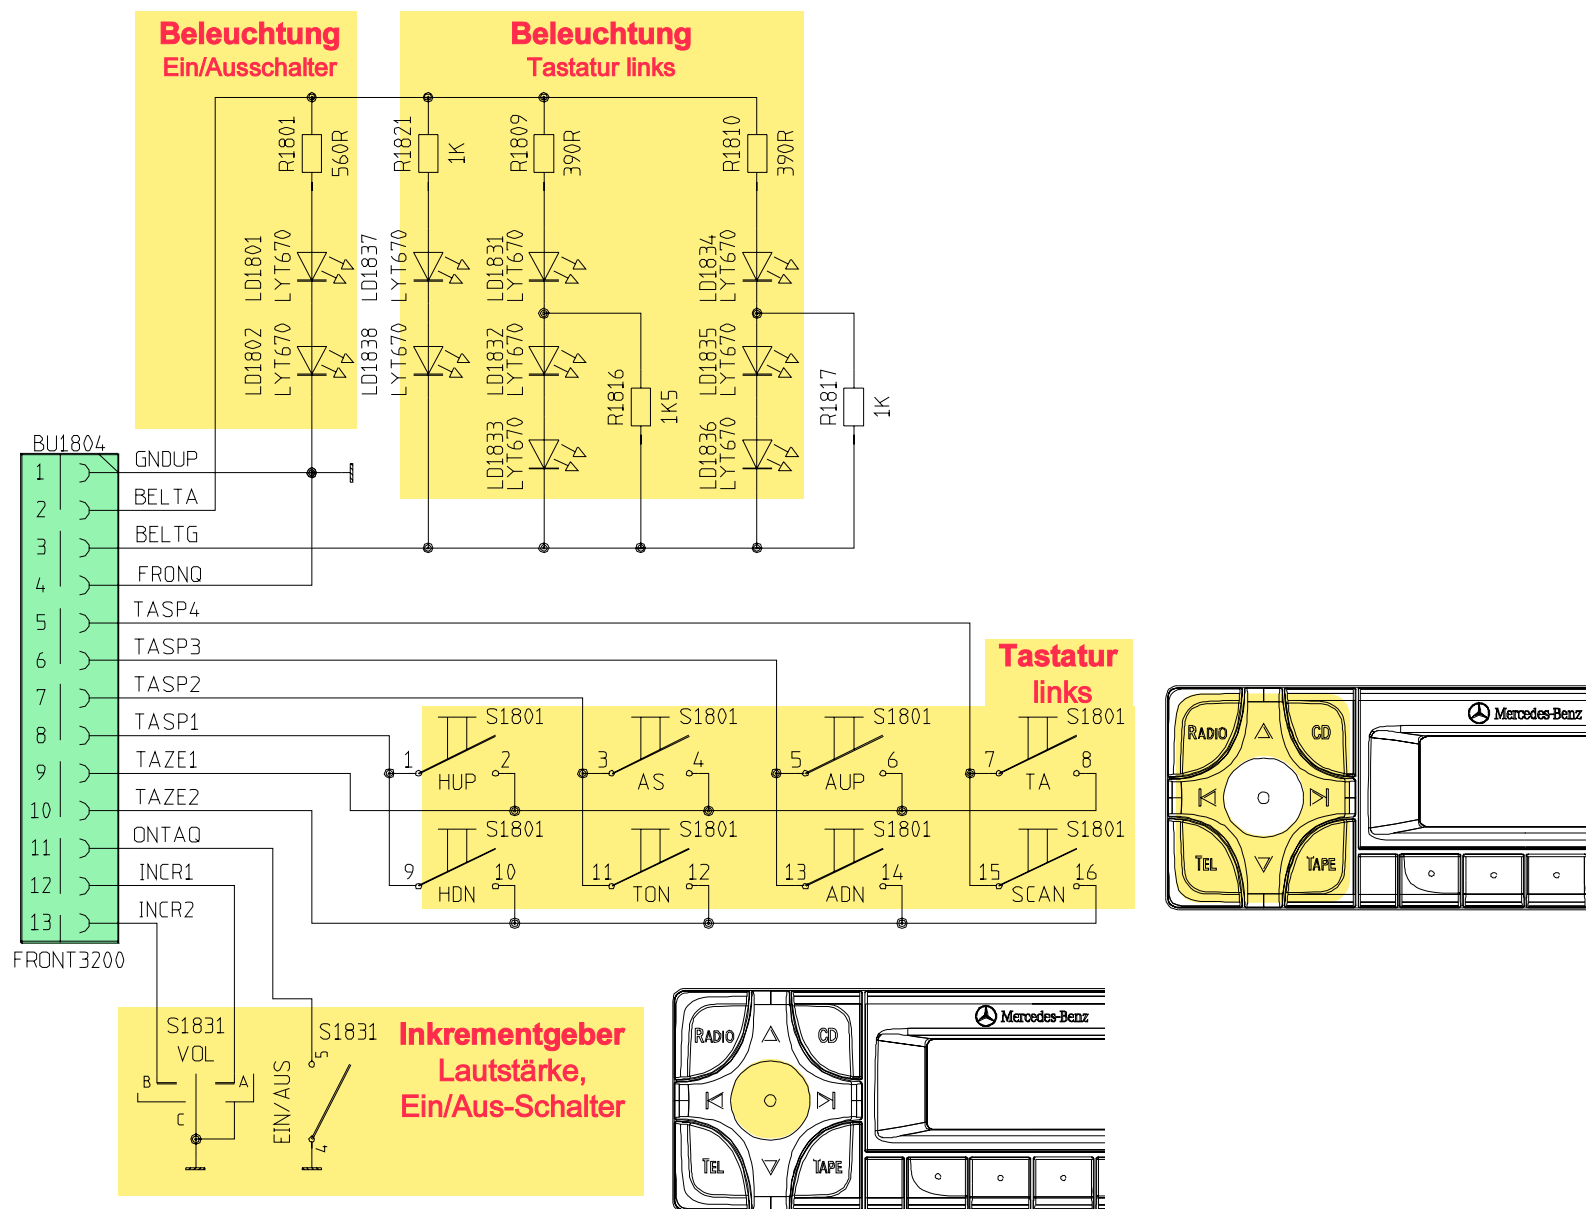 Beleuchtung
Ein/Ausschalter
Beleuchtung
Tastatur links
R1801
560R
R1821
1K
R1809
390R
R1810
390R
LD1801
LYT670
LD1837
LYT670
LD1831
LYT670
LD1834
LYT670
LD1802
LYT670
LD1838
LYT670
LD1832
LYT670
LD1835
LYT670
R1816
1K5
R1817
1K
LD1833
LYT670
LD1836
LYT670
BU1804
1 GNDUP
2 BELTA
3 BELTG
4 FRONQ
5 TASP4
6 TASP3
7 TASP2
8 TASP1
9 TAZE1
10 TAZE2
11 ONTAQ
12 INCR1
13 INCR2
FRONT3200
Tastatur
links
S1801 S1801 S1801 S1801
1 2 3 4 5 6 7 8
HUP AS AUP TA
S1801 S1801 S1801 S1801
9 10 11 12 13 14 15 16
HDN TON ADN SCAN
Mercedes-Benz
RADIO CD
TEL TAPE
S1831
VOL
B A
C
S1831
EIN/AUS
5
4
Inkrementgeber
Lautstärke,
Ein/Aus-Schalter
Mercedes-Benz
RADIO CD
TEL TAPE